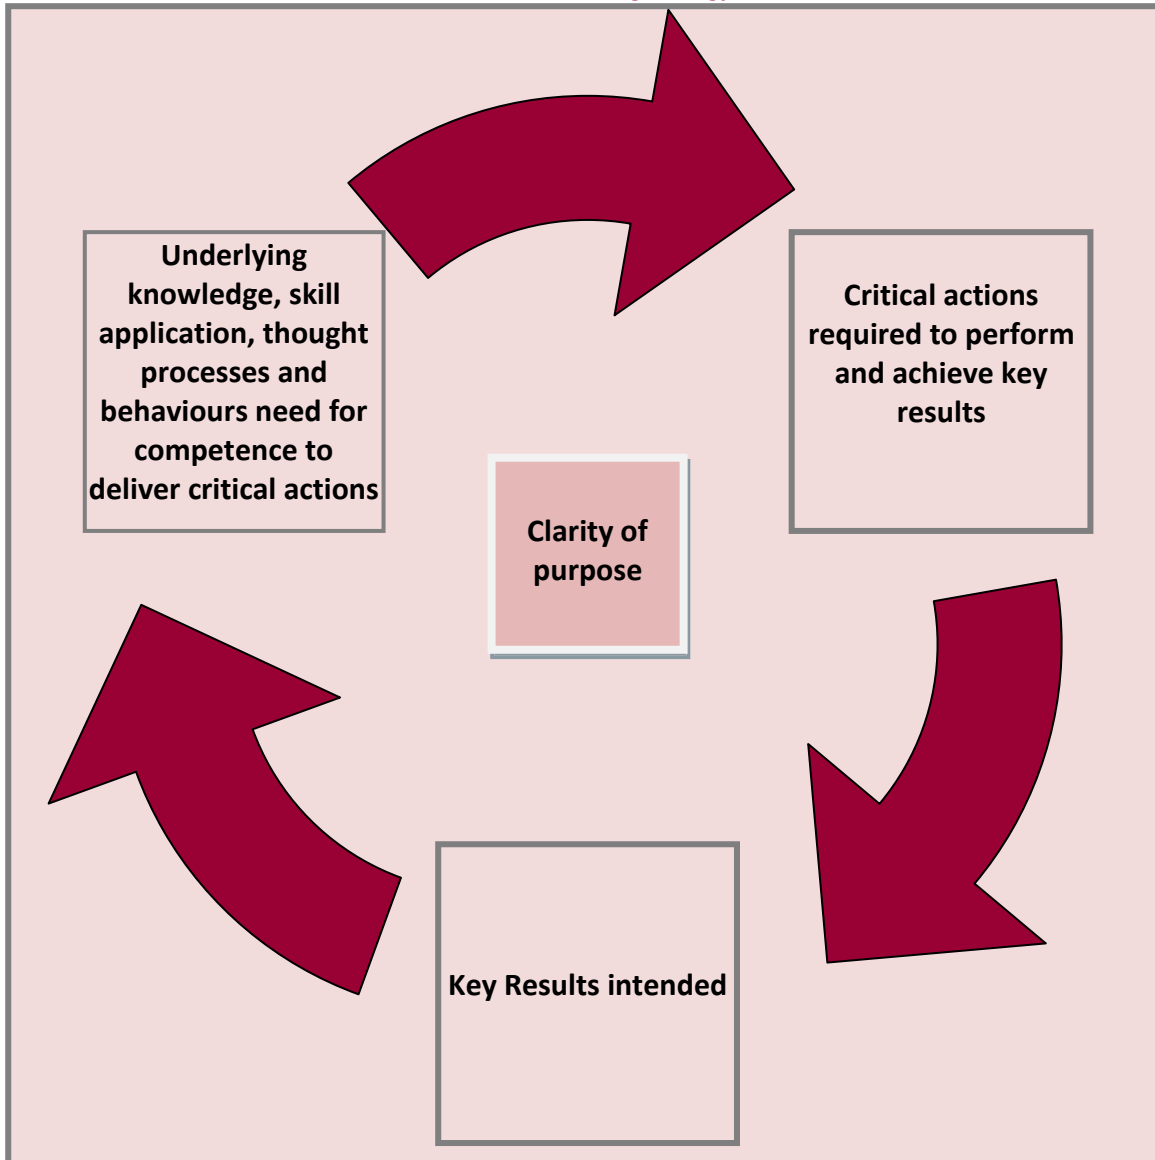 Underlying
knowledge, skill
application, thought
processes and
behaviours need for
competence to
deliver critical actions
Critical actions
required to perform
and achieve key
results
Clarity of
purpose
Key Results intended